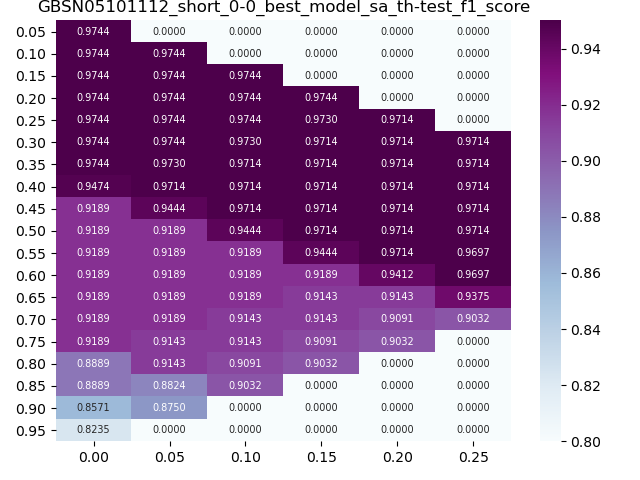 GBSN05101112_short_0-0_best_model_sa_th-test_f1_score
0.05 0.9744 0.0000 0.0000 0.0000 0.0000 0.0000
0.10 0.9744 0.9744 0.0000 0.0000 0.0000 0.0000
0.15 0.9744 0.9744 0.9744 0.0000 0.0000 0.0000
0.20 0.9744 0.9744 0.9744 0.9744 0.0000 0.0000
0.25 0.9744 0.9744 0.9744 0.9730 0.9714 0.0000
0.30 0.9744 0.9744 0.9730 0.9714 0.9714 0.9714
0.35 0.9744 0.9730 0.9714 0.9714 0.9714 0.9714
0.40 0.9474 0.9714 0.9714 0.9714 0.9714 0.9714
0.45 0.9189 0.9444 0.9714 0.9714 0.9714 0.9714
0.50 0.9189 0.9189 0.9444 0.9714 0.9714 0.9714
0.55 0.9189 0.9189 0.9189 0.9444 0.9714 0.9697
0.60 0.9189 0.9189 0.9189 0.9189 0.9412 0.9697
0.65 0.9189 0.9189 0.9189 0.9143 0.9143 0.9375
0.70 0.9189 0.9189 0.9143 0.9143 0.9091 0.9032
0.75 0.9189 0.9143 0.9143 0.9091 0.9032 0.0000
0.80 0.8889 0.9143 0.9091 0.9032 0.0000 0.0000
0.85 0.8889 0.8824 0.9032 0.0000 0.0000 0.0000
0.90 0.8571 0.8750 0.0000 0.0000 0.0000 0.0000
0.95 0.8235 0.0000 0.0000 0.0000 0.0000 0.0000
0.00 0.05 0.10 0.15 0.20 0.25
0.94
0.92
0.90
0.88
0.86
0.84
0.82
0.80